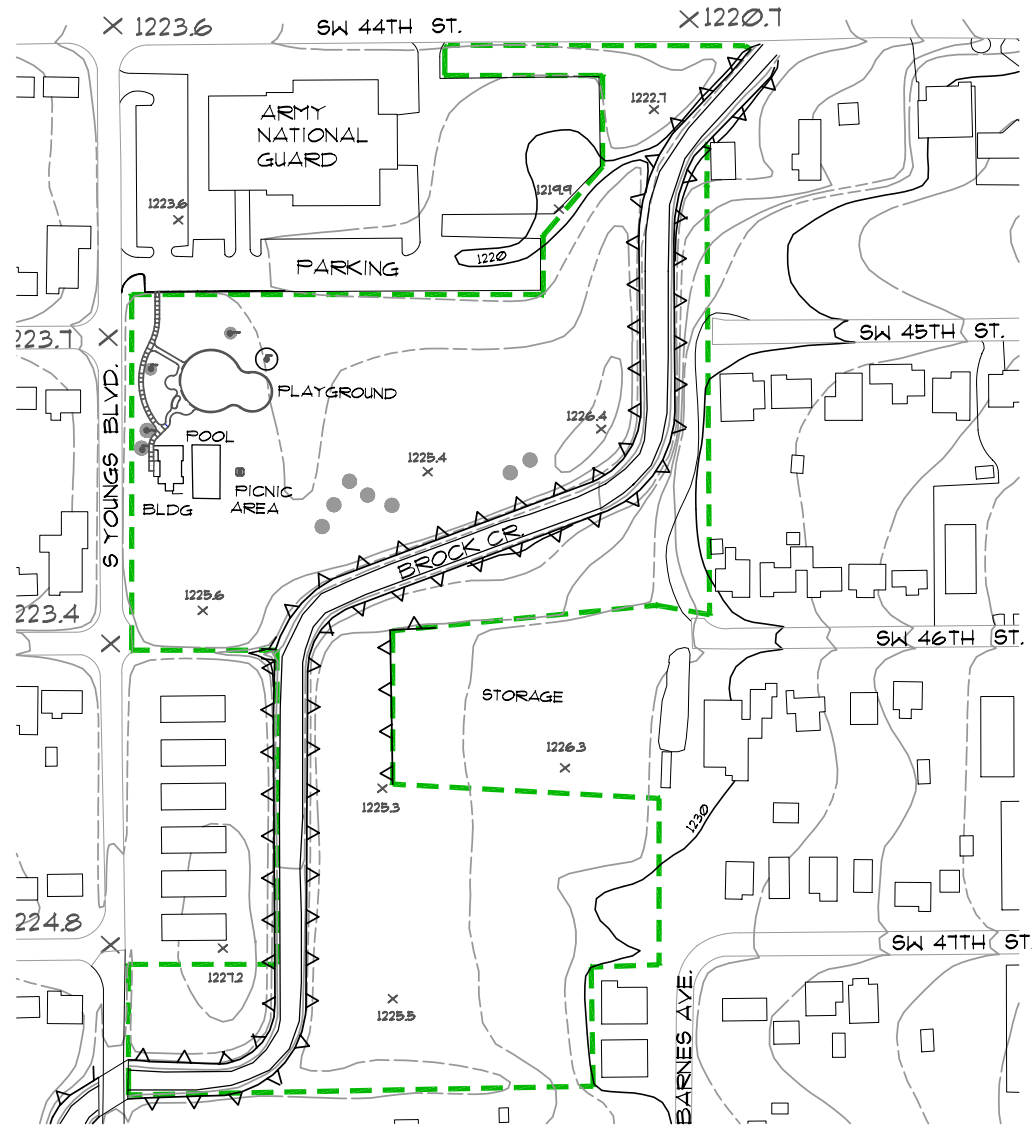 1223.6
SW 44TH ST.
1220.7
ARMY
NATIONAL
GUARD
1222.7
1223.6
1219.9
1220
PARKING
223.7
SW 45TH ST.
PLAYGROUND
S YOUNGS BLVD.
1226.4
POOL
1225.4
PICNIC
AREA
BLDG
BROCK CR.
1225.6
223.4
SW 46TH ST.
STORAGE
1226.3
1225.3
1230
224.8
SW 47TH ST
1227.2
1225.5
BARNES AVE.